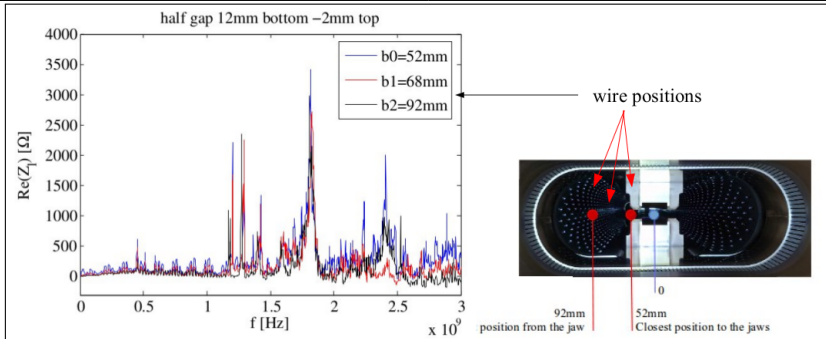 half gap 12mm bottom −2mm top
4000
3500
3000
2500
2000
1500
1000
500
0
Re(Z_l) [Ω]
b0=52mm
b1=68mm
b2=92mm
0 0.5 1 1.5 2 2.5 3
f [Hz]
x 10^9
wire positions
0
92mm
position from the jaw
52mm
Closest position to the jaws